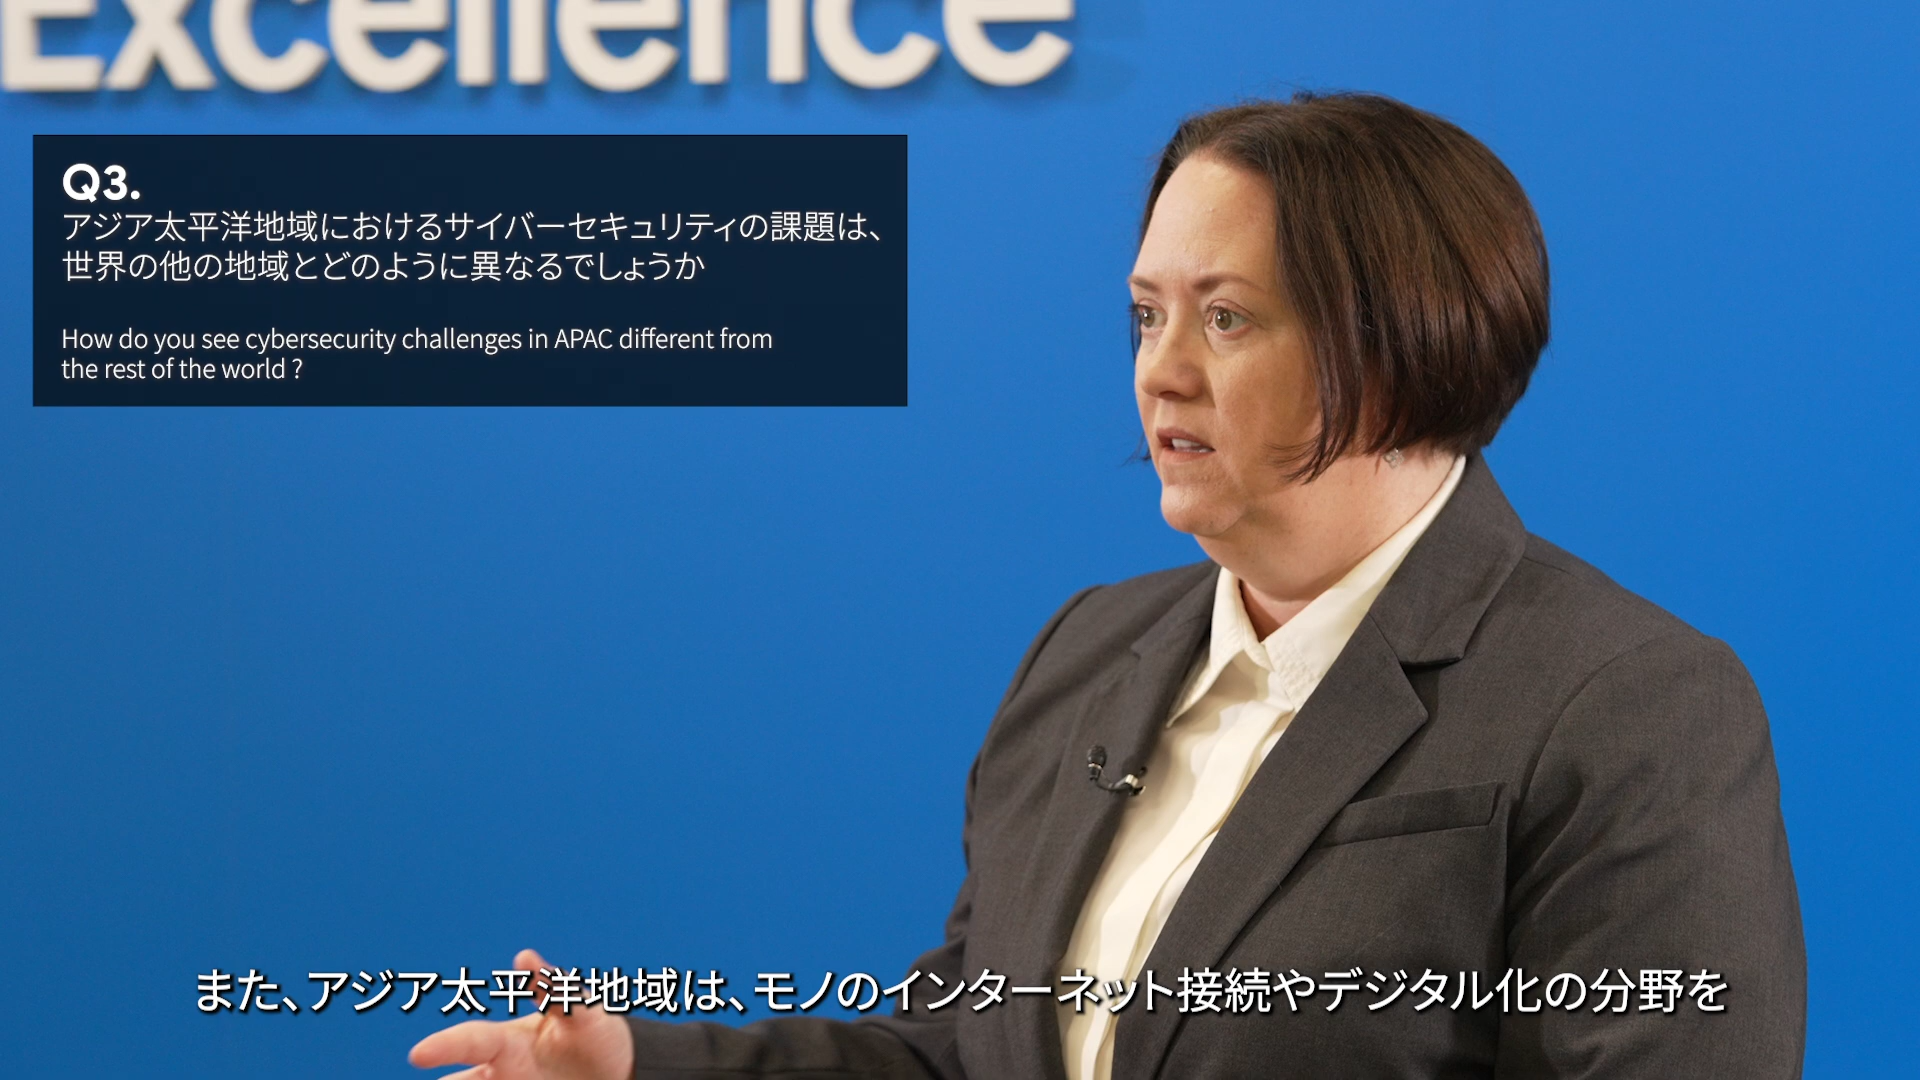 Excellence
Q3.
アジア太平洋地域におけるサイバーセキュリティの課題は、
世界の他の地域とどのように異なるでしょうか
How do you see cybersecurity challenges in APAC different from
the rest of the world ?
また、アジア太平洋地域は、モノのインターネット接続やデジタル化の分野を